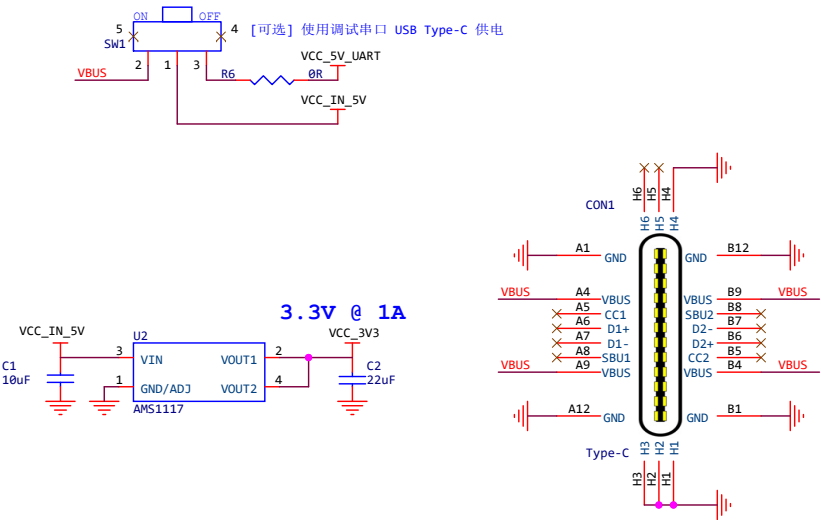 ON OFF
5 4 [可选] 使用调试串口 USB Type-C 供电
SW1
VCC_5V_UART
2 1 3
VBUS R6 0R
VCC_IN_5V
H6 H5 H4
CON1
H6 H5 H4
A1 GND
GND B12
VBUS A4 VBUS
VBUS B9 VBUS
A5 CC1
SBU2 B8
A6 D1+
D2- B7
A7 D1-
D2+ B6
A8 SBU1
CC2 B5
VBUS A9 VBUS
VBUS B4 VBUS
A12 GND
GND B1
Type-C
H3 H2 H1
H3 H2 H1
3.3V @ 1A
VCC_IN_5V
U2
VCC_3V3
C1
10uF
3 VIN VOUT1 2
1 GND/ADJ VOUT2 4
AMS1117
C2
22uF